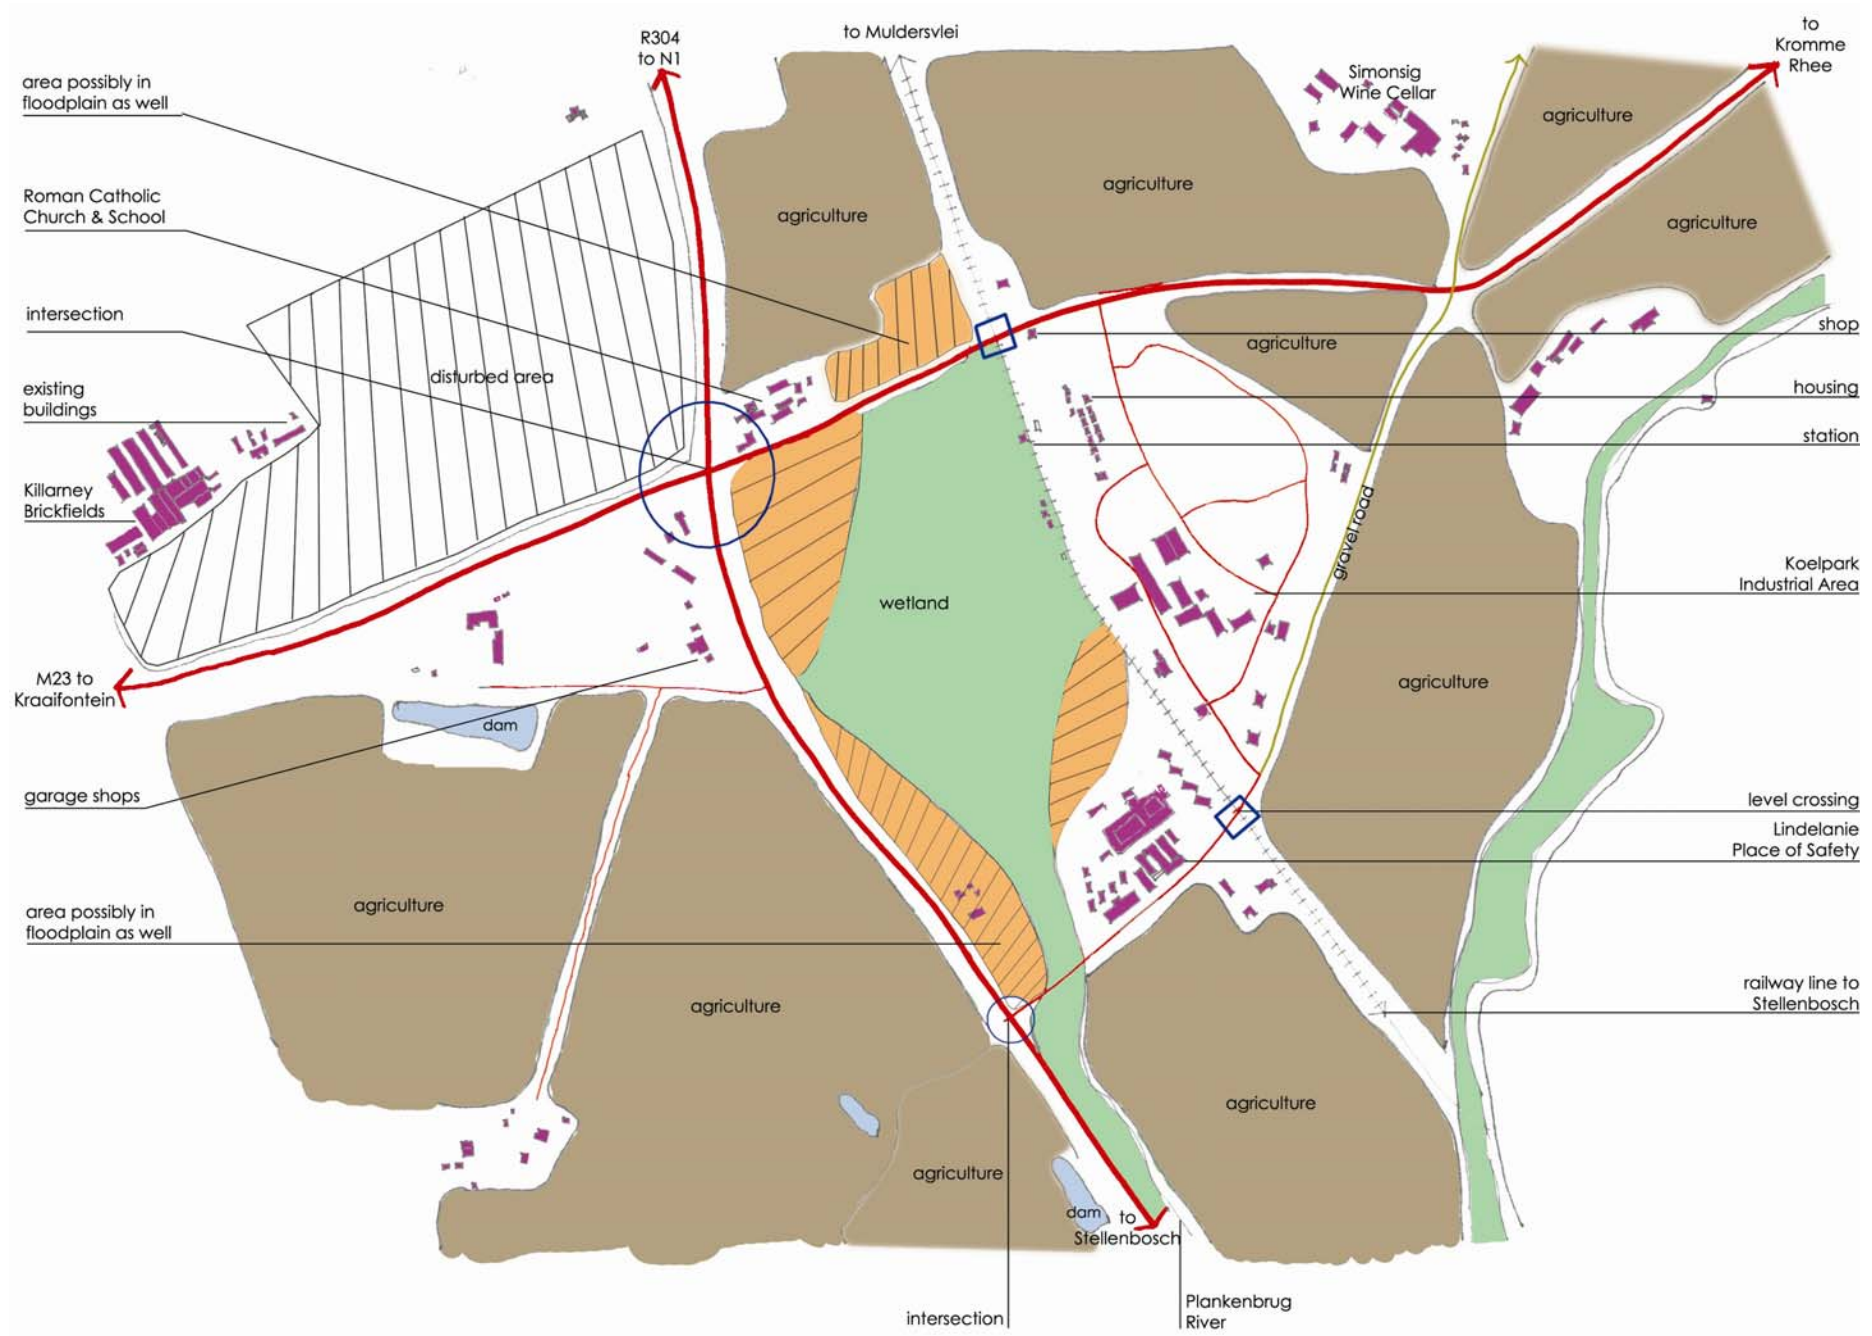 R304
to N1
to Muldersvlei
to
Kromme
Rhee
area possibly in
floodplain as well
Simonsig
Wine Cellar
agriculture
agriculture
agriculture
agriculture
Roman Catholic
Church & School
intersection
shop
agriculture
disturbed area
existing
buildings
housing
station
Killarney
Brickfields
gravel road
Koelpark
Industrial Area
wetland
M23 to
Kraaifontein
agriculture
dam
garage shops
level crossing
Lindelanie
Place of Safety
agriculture
area possibly in
floodplain as well
railway line to
Stellenbosch
agriculture
agriculture
agriculture
dam
to
Stellenbosch
intersection
Plankenbrug
River